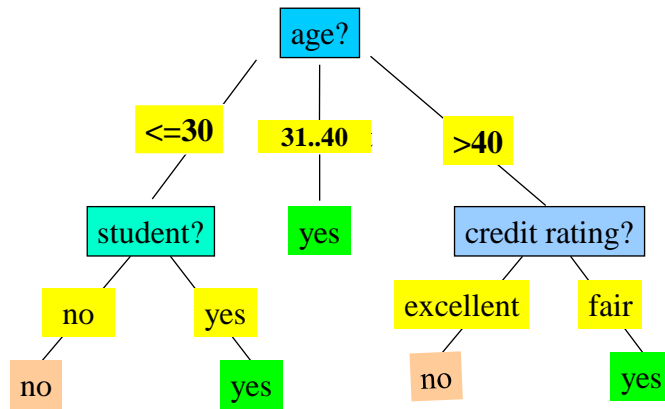 age?
<=30
31..40
>40
student?
yes
credit rating?
no
yes
excellent
fair
no
yes
no
yes